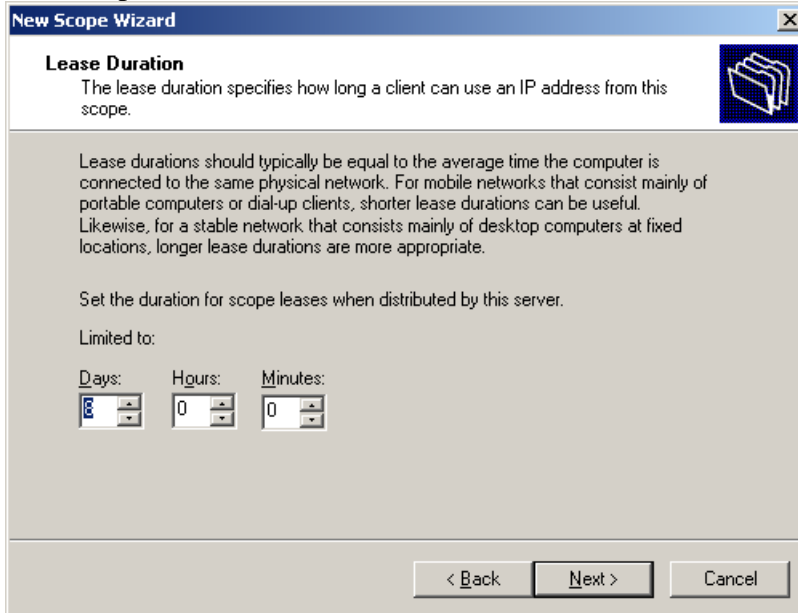 New Scope Wizard
Lease Duration
The lease duration specifies how long a client can use an IP address from this
scope.
Lease durations should typically be equal to the average time the computer is
connected to the same physical network. For mobile networks that consist mainly of
portable computers or dial-up clients, shorter lease durations can be useful.
Likewise, for a stable network that consists mainly of desktop computers at fixed
locations, longer lease durations are more appropriate.
Set the duration for scope leases when distributed by this server.
Limited to:
Days: Hours: Minutes:
8 0 0
< Back Next > Cancel